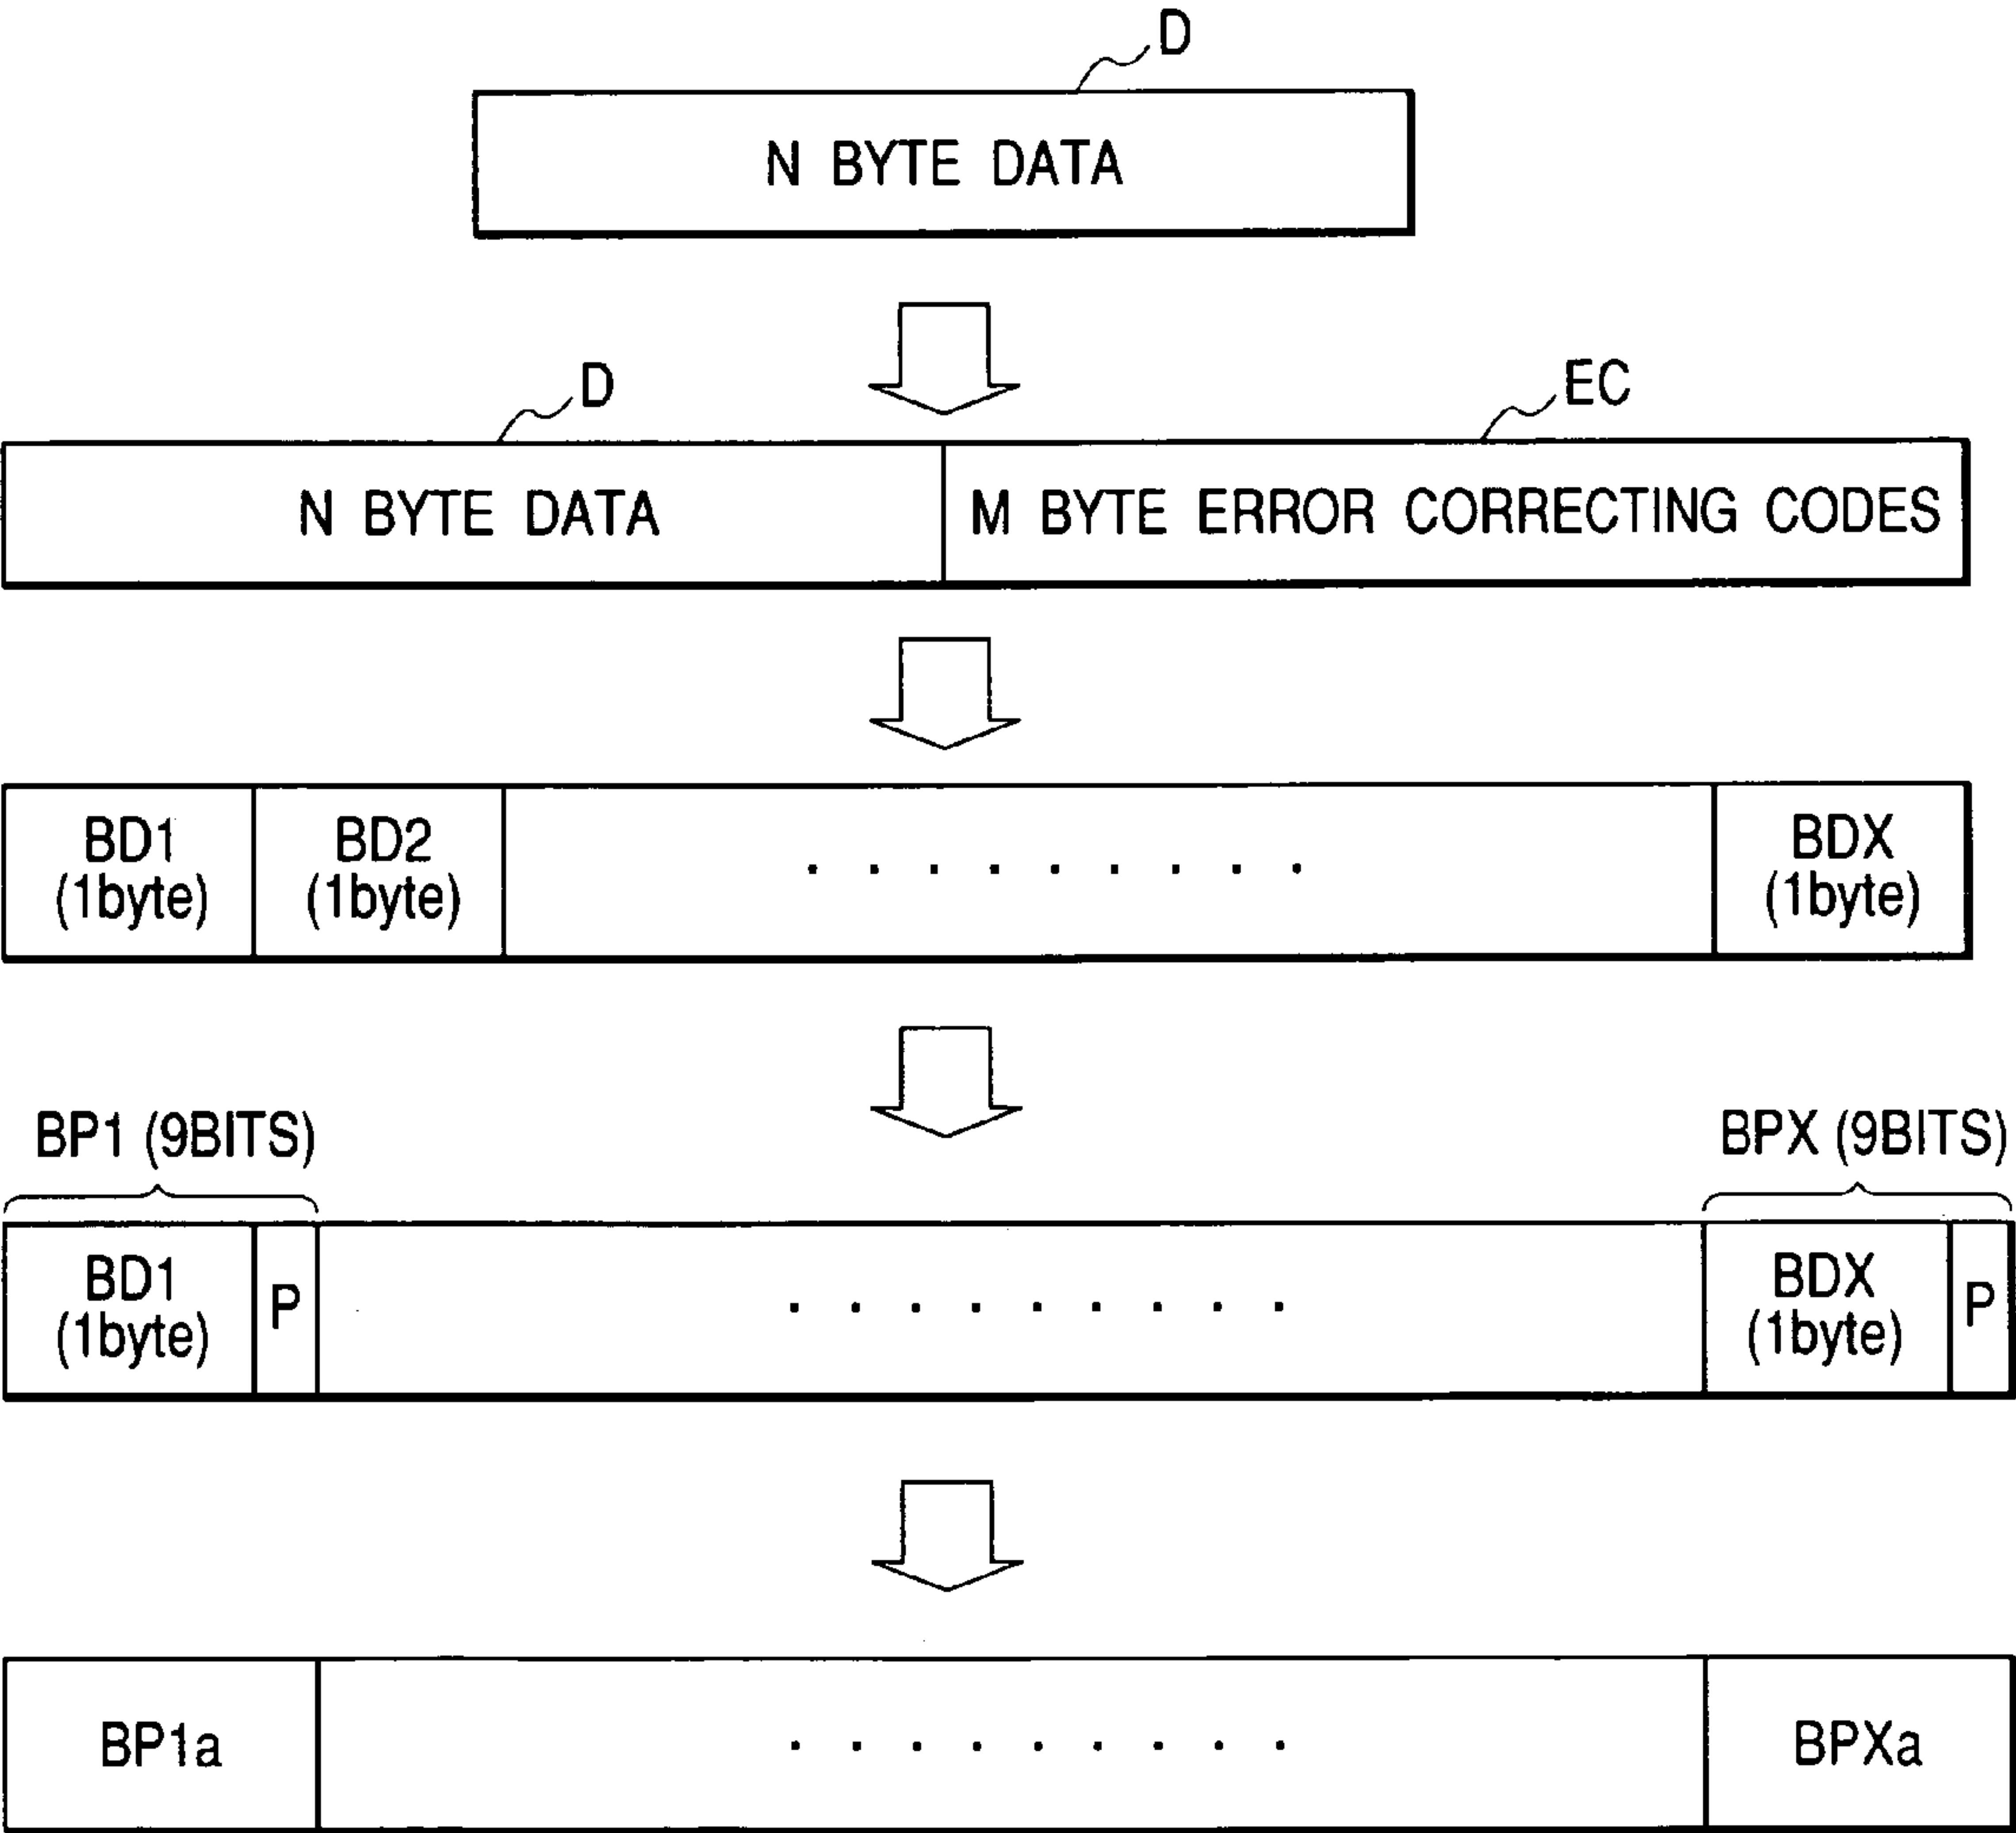 D
N BYTE DATA
D
EC
N BYTE DATA
M BYTE ERROR CORRECTING CODES
BD1
(1byte)
BD2
(1byte)
. . . . . . . . .
BDX
(1byte)
BP1 (9BITS)
BPX (9BITS)
BD1
(1byte)
P
. . . . . . . . .
BDX
(1byte)
P
BP1a
. . . . . . . . .
BPXa